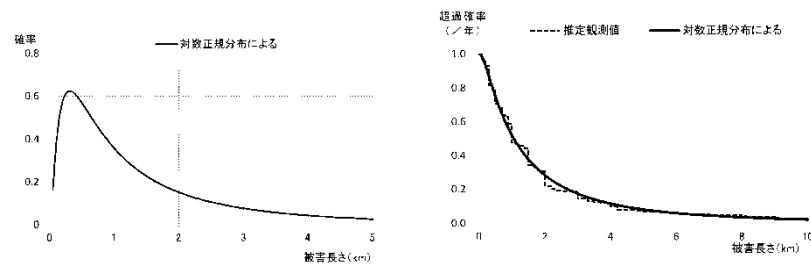 確率
対数正規分布による
0.8
0.6
0.4
0.2
0
0 1 2 3 4 5
被害長さ(km)
超過確率
(／年)
推定観測値 対数正規分布による
1.0
0.8
0.6
0.4
0.2
0.0
0 2 4 6 8 10
被害長さ(km)